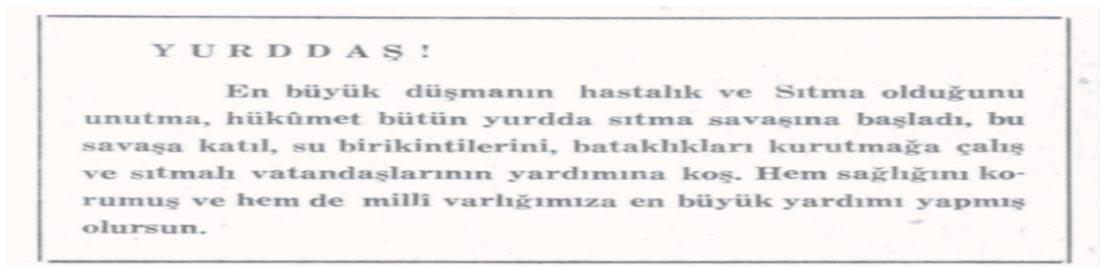 YURDDAŞ!
En büyük düşmanın hastalık ve Sıtma olduğunu
unutma, hükûmet bütün yurdda sıtma savaşına başladı, bu
savaşa katıl, su birikintilerini, bataklıkları kurutmağa çalış
ve sıtmalı vatandaşlarının yardımına koş. Hem sağlığını ko-
rumuş ve hem de millî varlığımıza en büyük yardımı yapmış
olursun.